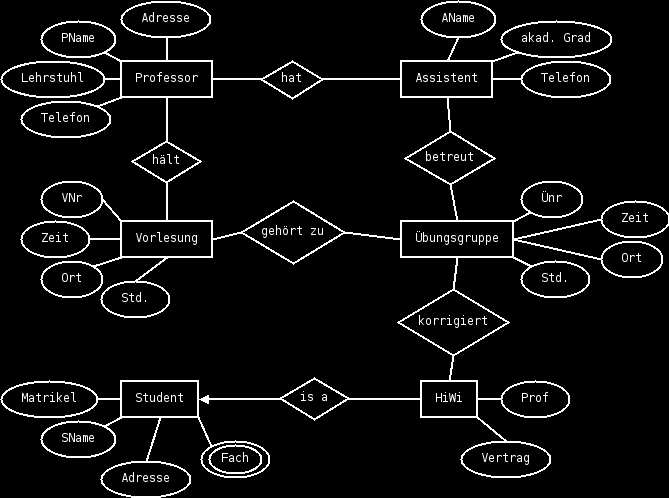 Adresse
AName
PName
akad. Grad
Lehrstuhl
Professor
hat
Assistent
Telefon
Telefon
hält
betreut
VNr
Ünr
Zeit
Zeit
Vorlesung
gehört zu
Übungsgruppe
Ort
Ort
Std.
Std.
korrigiert
Matrikel
Student
is a
HiWi
Prof
SName
Fach
Vertrag
Adresse